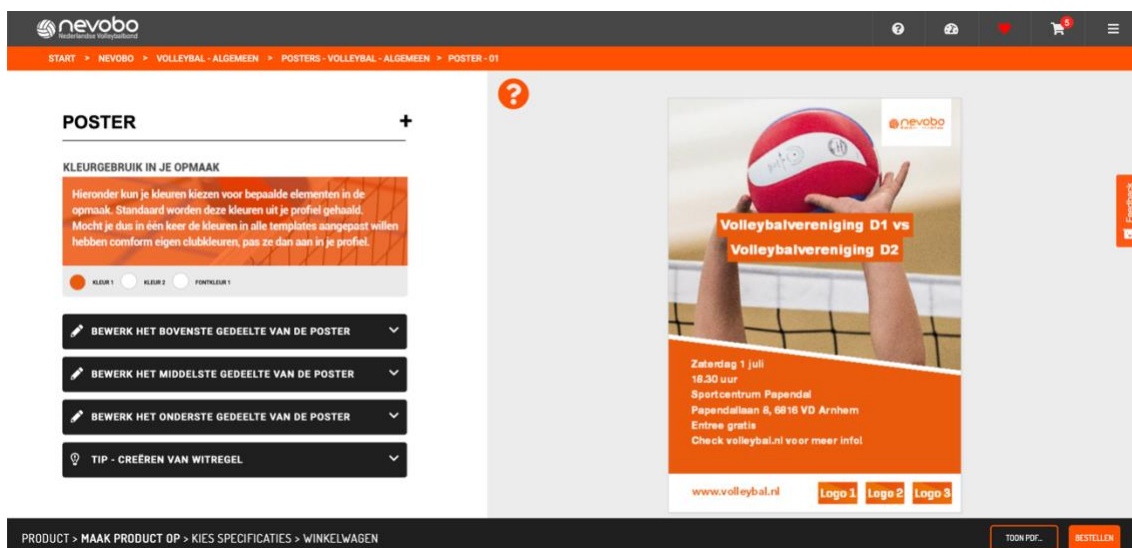 nevobo
Nederlandse Volleybalbond
5
START > NEVOBO > VOLLEYBAL - ALGEMEEN > POSTERS - VOLLEYBAL - ALGEMEEN > POSTER - 01
?
POSTER +
KLEURGEBRUIK IN JE OPMAAK
Hieronder kun je kleuren kiezen voor bepaalde elementen in de
opmaak. Standaard worden deze kleuren uit je profiel gehaald.
Mocht je dus in één keer de kleuren in alle templates aangepast willen
hebben comform eigen clubkleuren, pas ze dan aan in je profiel.
KLEUR 1 KLEUR 2 FONTKLEUR 1
BEWERK HET BOVENSTE GEDEELTE VAN DE POSTER
BEWERK HET MIDDELSTE GEDEELTE VAN DE POSTER
BEWERK HET ONDERSTE GEDEELTE VAN DE POSTER
TIP - CREËREN VAN WITREGEL
nevobo
Volleybalvereniging D1 vs
Volleybalvereniging D2
Zaterdag 1 juli
18.30 uur
Sportcentrum Papendal
Papendallaan 8, 6816 VD Arnhem
Entree gratis
Check volleybal.nl voor meer info!
www.volleybal.nl Logo 1 Logo 2 Logo 3
Feedback
PRODUCT > MAAK PRODUCT OP > KIES SPECIFICATIES > WINKELWAGEN
TOON PDF... BESTELLEN